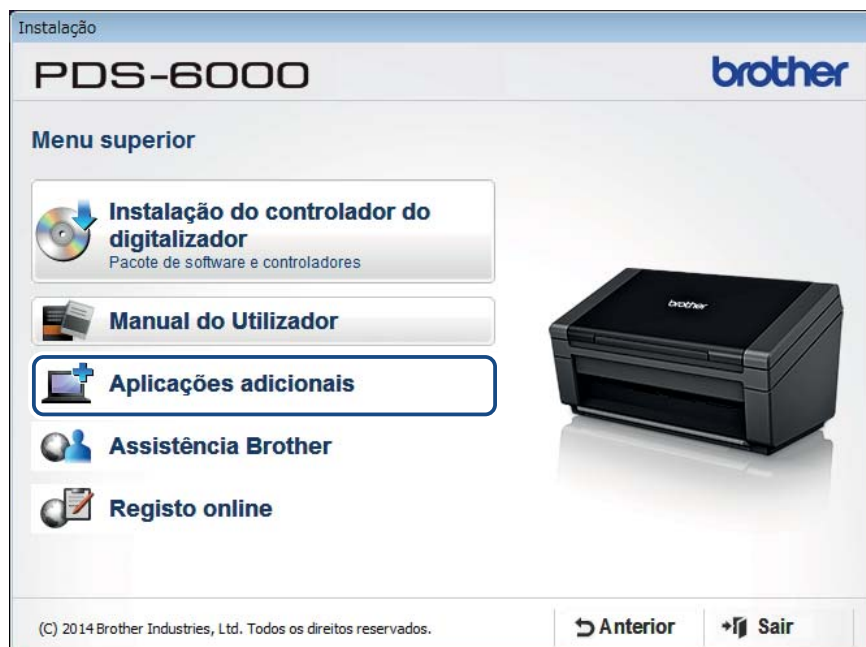 Instalação
PDS-6000
brother
Menu superior
Instalação do controlador do
digitalizador
Pacote de software e controladores
Manual do Utilizador
Aplicações adicionais
Assistência Brother
Registo online
brother
(C) 2014 Brother Industries, Ltd. Todos os direitos reservados.
Anterior
Sair